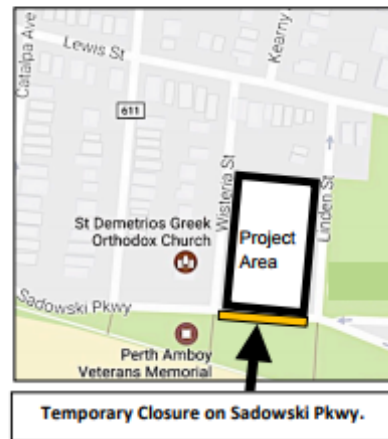 Catalpa Ave
Lewis St
Kearny
611
Wisteria St
Linden St
St Demetrios Greek
Orthodox Church
Project
Area
Sadowski Pkwy
Perth Amboy
Veterans Memorial
Temporary Closure on Sadowski Pkwy.